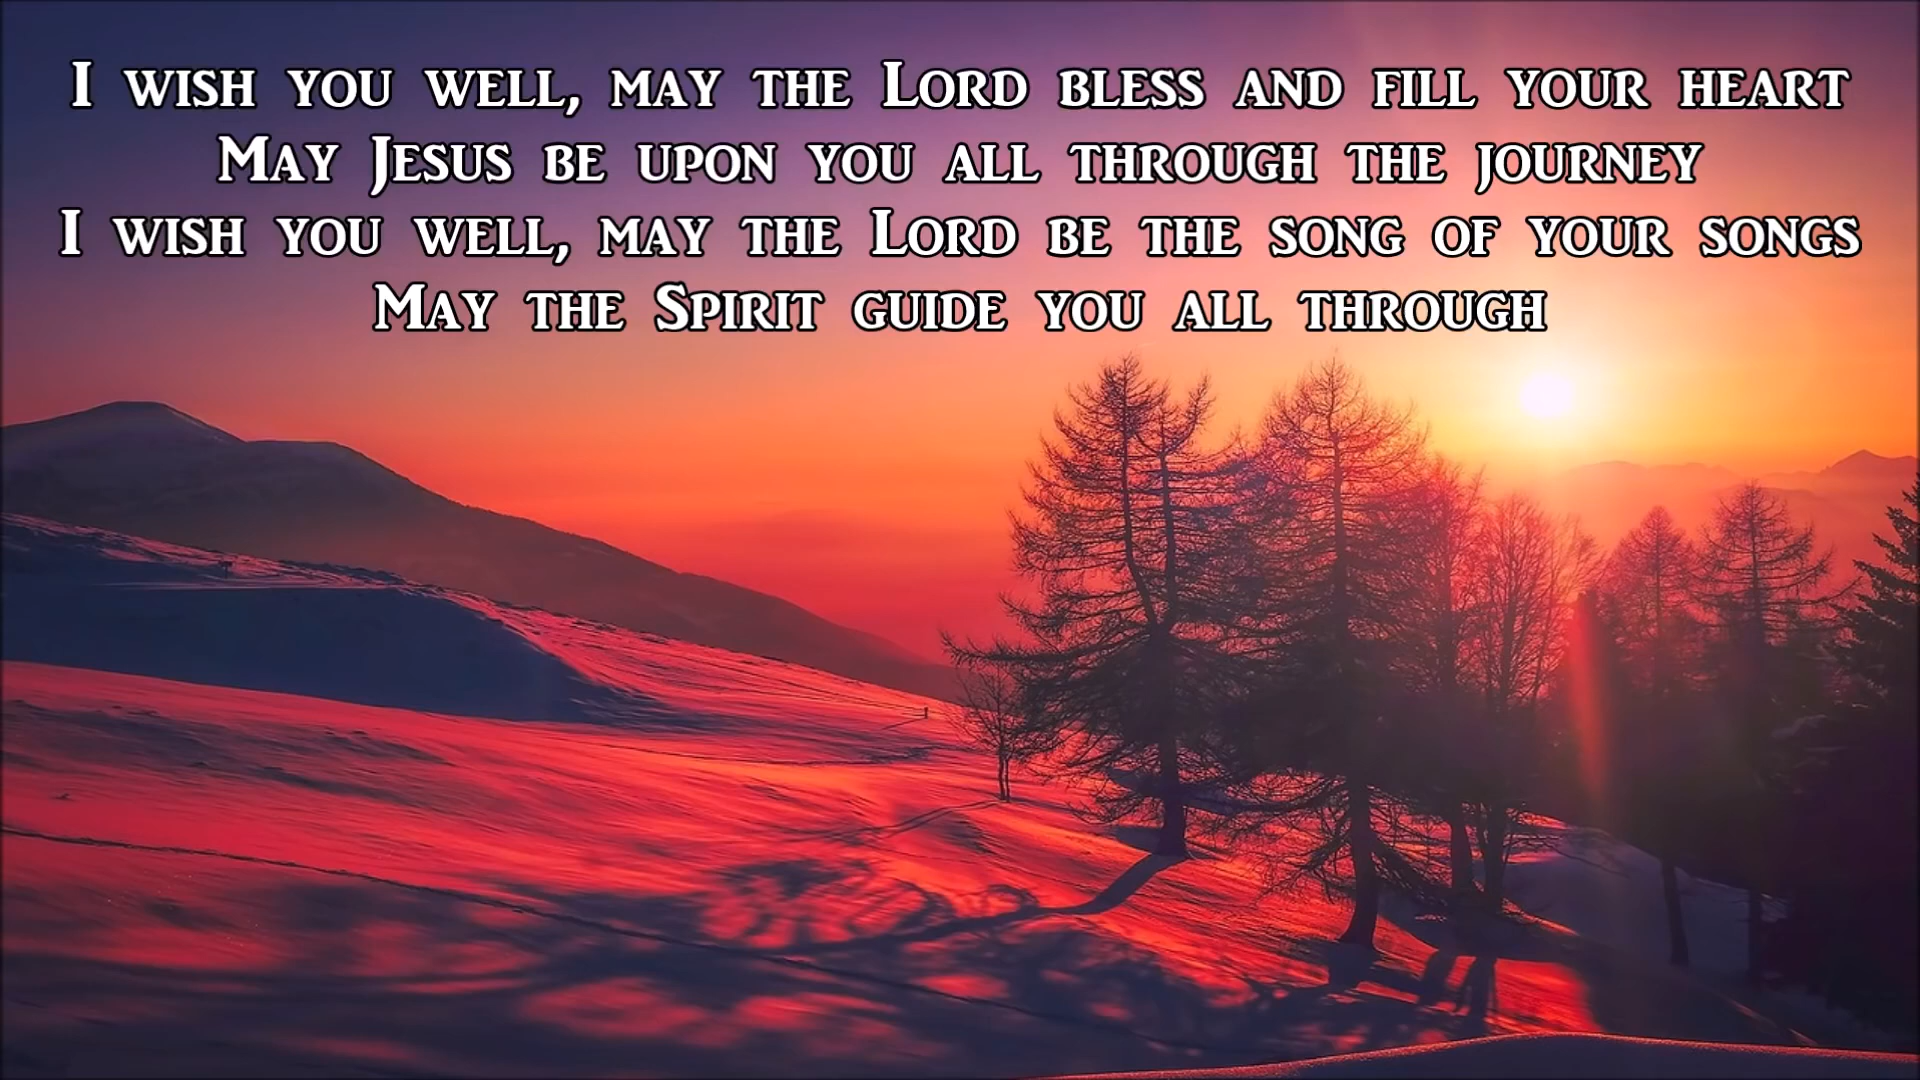 I wish you well, may the Lord bless and fill your heart
May Jesus be upon you all through the journey
I wish you well, may the Lord be the song of your songs
May the Spirit guide you all through